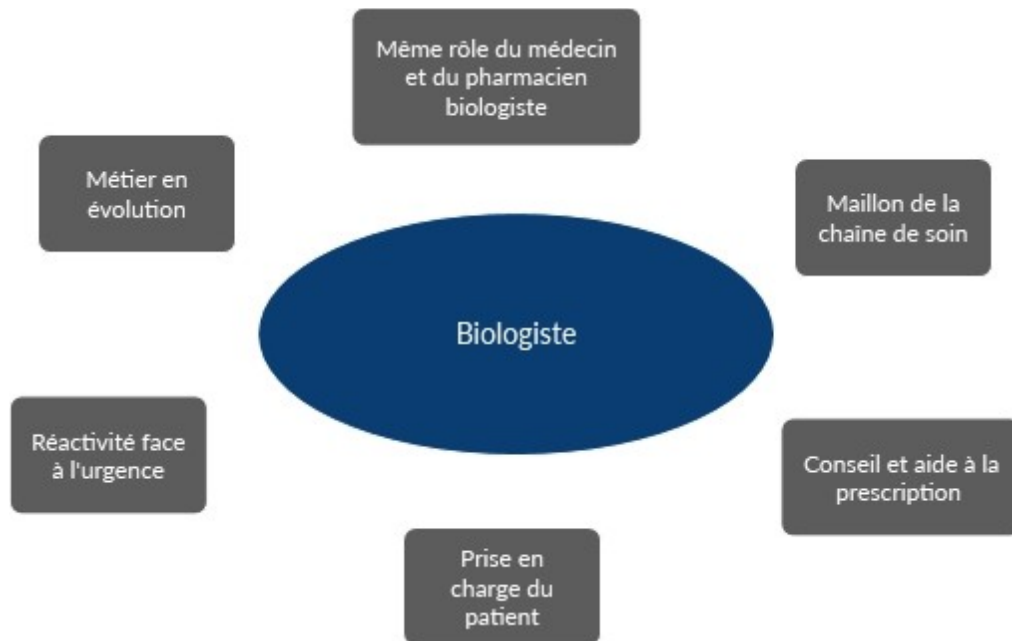 Même rôle du médecin
et du pharmacien
biologiste
Métier en
évolution
Maillon de la
chaîne de soin
Biologiste
Réactivité face
à l'urgence
Conseil et aide à la
prescription
Prise en
charge du
patient